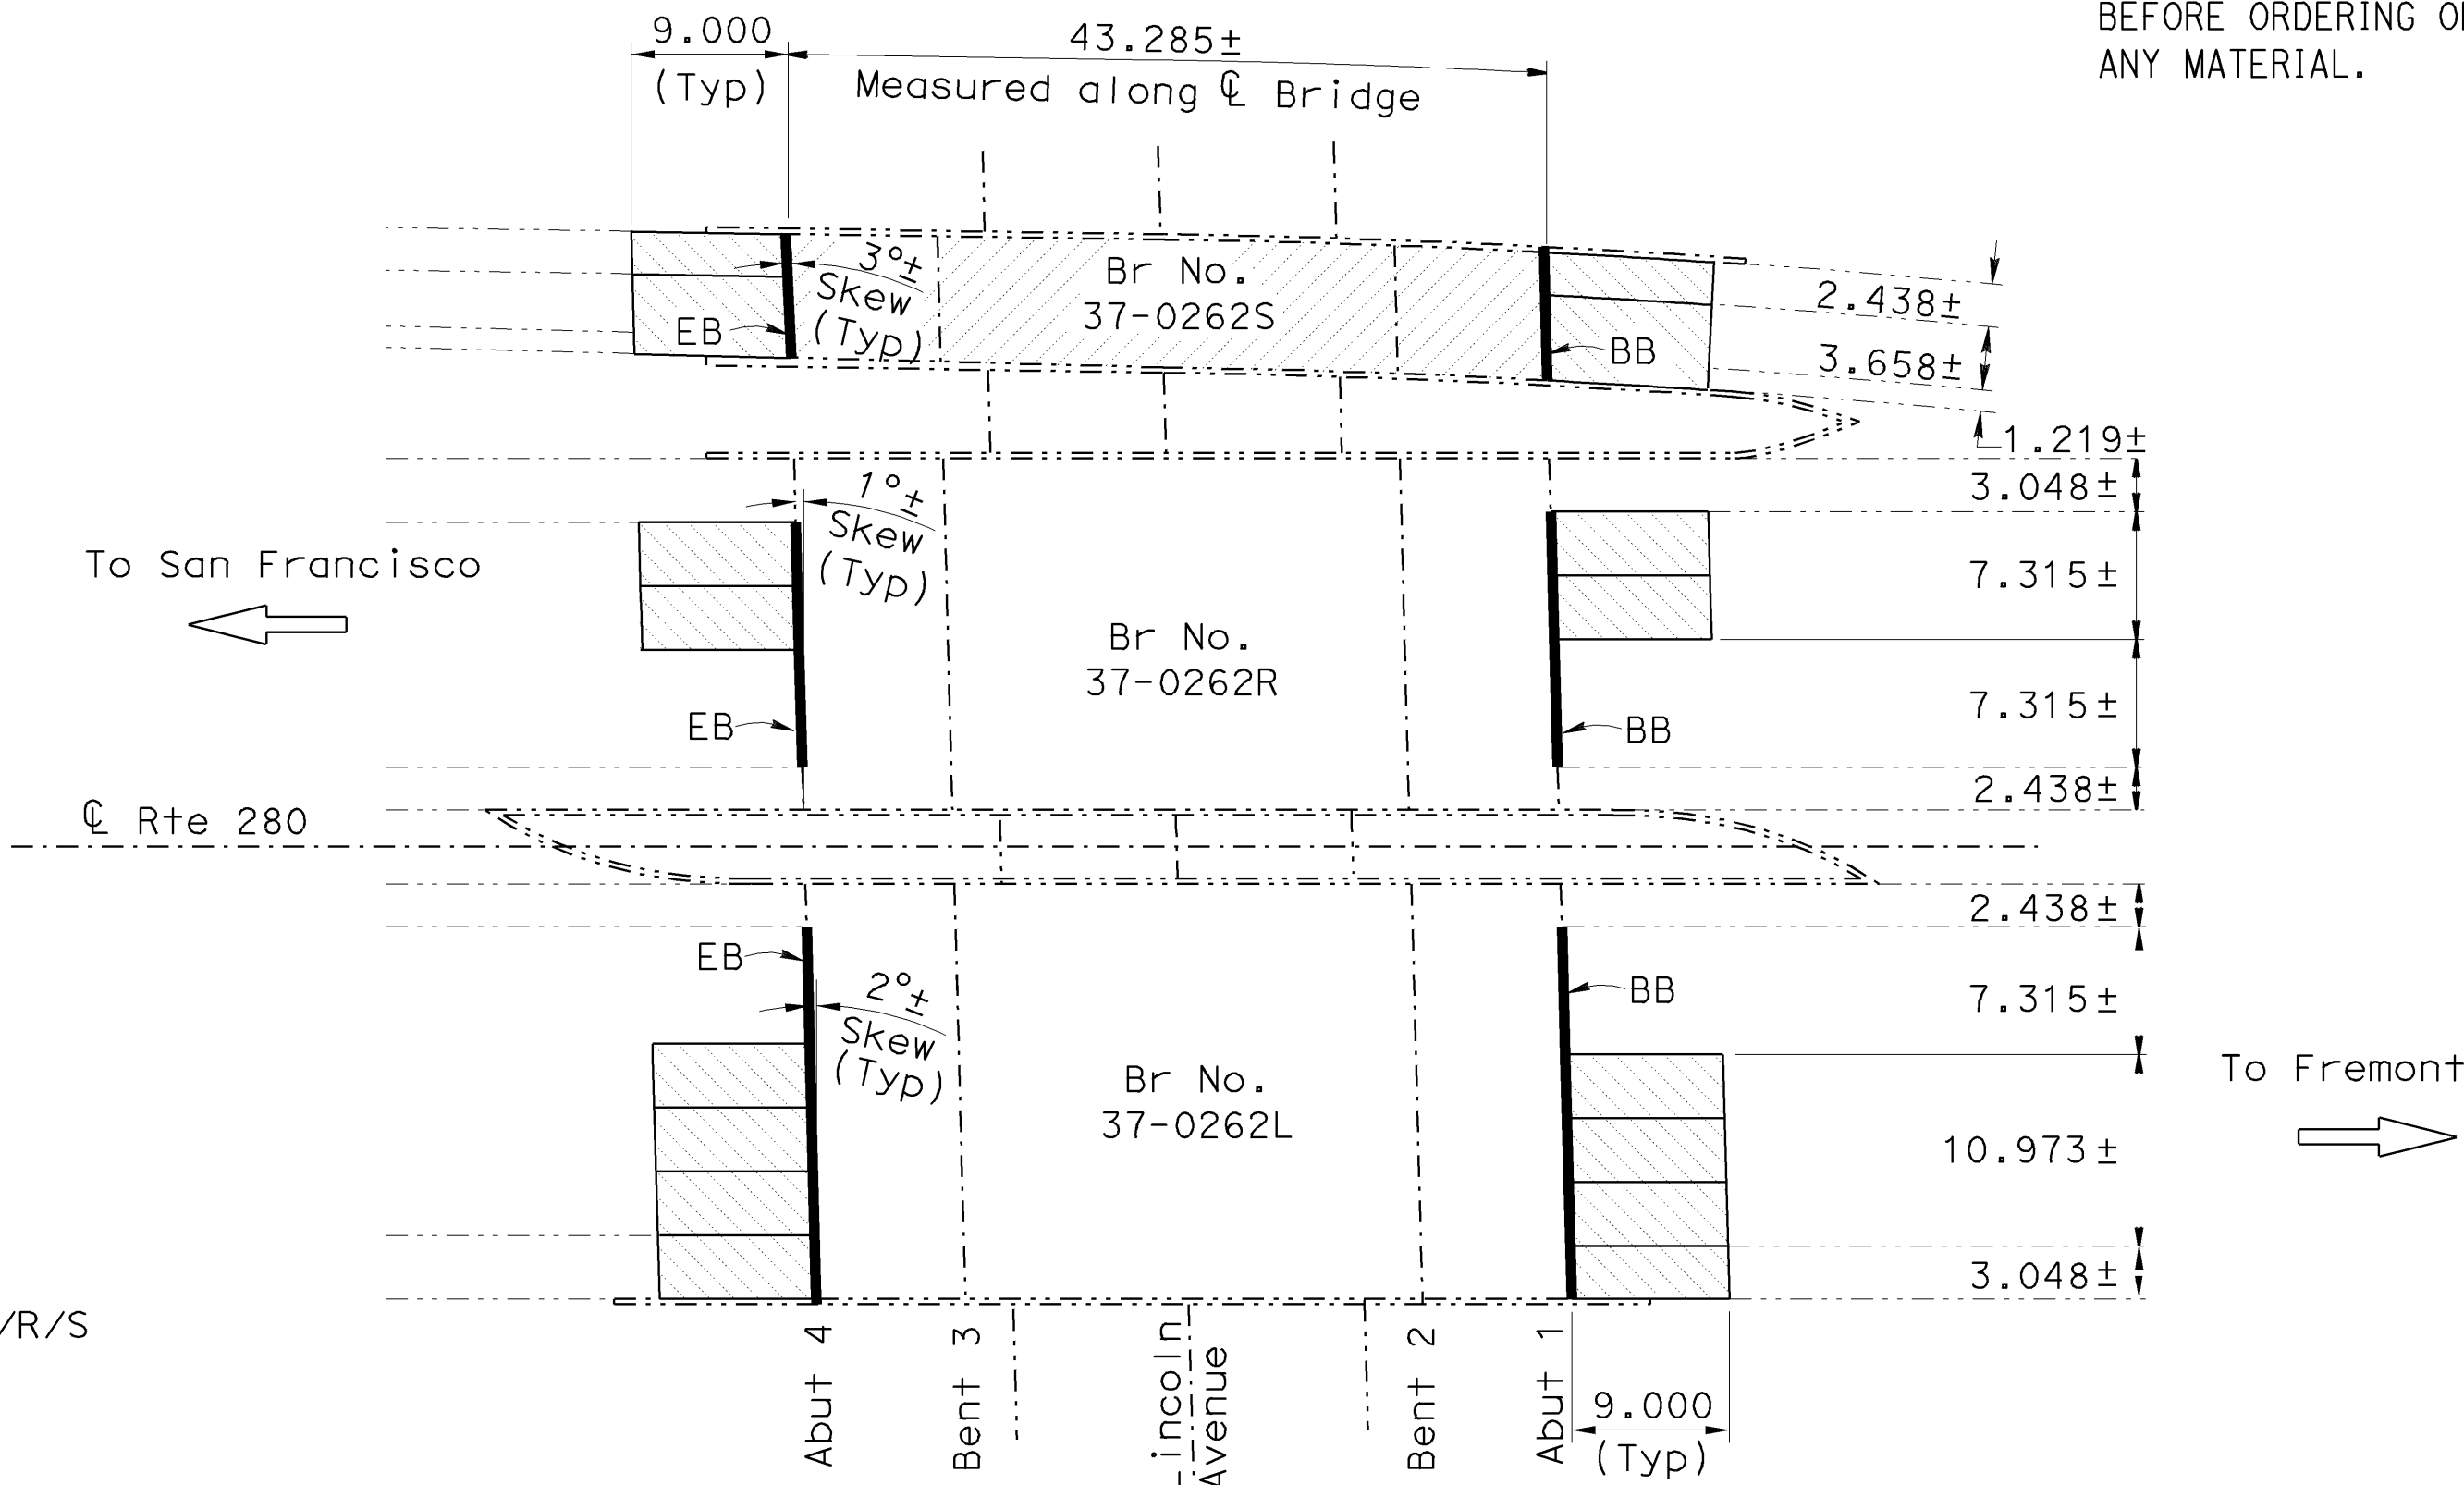 BEFORE ORDERING
ANY MATERIAL.
9.000
(Typ)
43.285±
Measured along ℄ Bridge
3°±
Skew
(Typ)
EB
Br No.
37-0262S
BB
2.438±
3.658±
1.219±
3.048±
1°±
Skew
(Typ)
To San Francisco
7.315±
Br No.
37-0262R
7.315±
EB
BB
2.438±
℄ Rte 280
2.438±
EB
2°±
Skew
(Typ)
BB
7.315±
Br No.
37-0262L
To Fremont
10.973±
3.048±
/R/S
About 4
Bent 3
incoln
Avenue
Bent 2
About 1
9.000
(Typ)